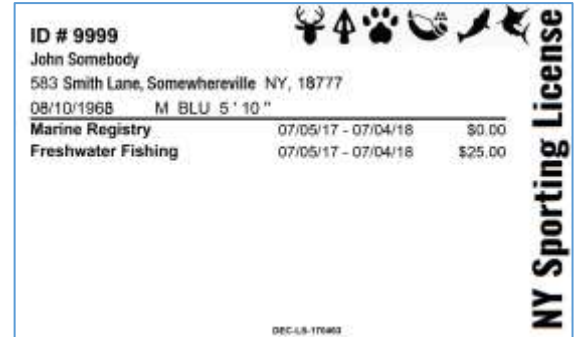 ID # 9999
John Somebody
583 Smith Lane, Somewhereville NY, 18777
08/10/1968 M BLU 5 ' 10 "
Marine Registry 07/05/17 - 07/04/18 $0.00
Freshwater Fishing 07/05/17 - 07/04/18 $25.00
DEC-LS-170463
NY Sporting License